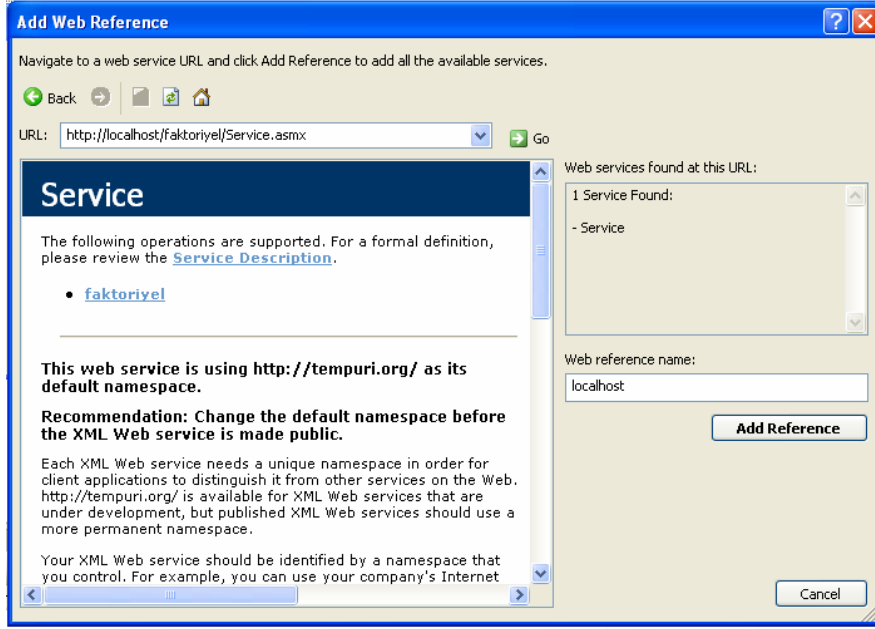 Add Web Reference
Navigate to a web service URL and click Add Reference to add all the available services.
Back
URL: http://localhost/faktoriyel/Service.asmx Go
Service
The following operations are supported. For a formal definition,
please review the Service Description.
• faktoriyel
This web service is using http://tempuri.org/ as its
default namespace.
Recommendation: Change the default namespace before
the XML Web service is made public.
Each XML Web service needs a unique namespace in order for
client applications to distinguish it from other services on the Web.
http://tempuri.org/ is available for XML Web services that are
under development, but published XML Web services should use a
more permanent namespace.
Your XML Web service should be identified by a namespace that
you control. For example, you can use your company's Internet
Web services found at this URL:
1 Service Found:
- Service
Web reference name:
localhost
Add Reference
Cancel